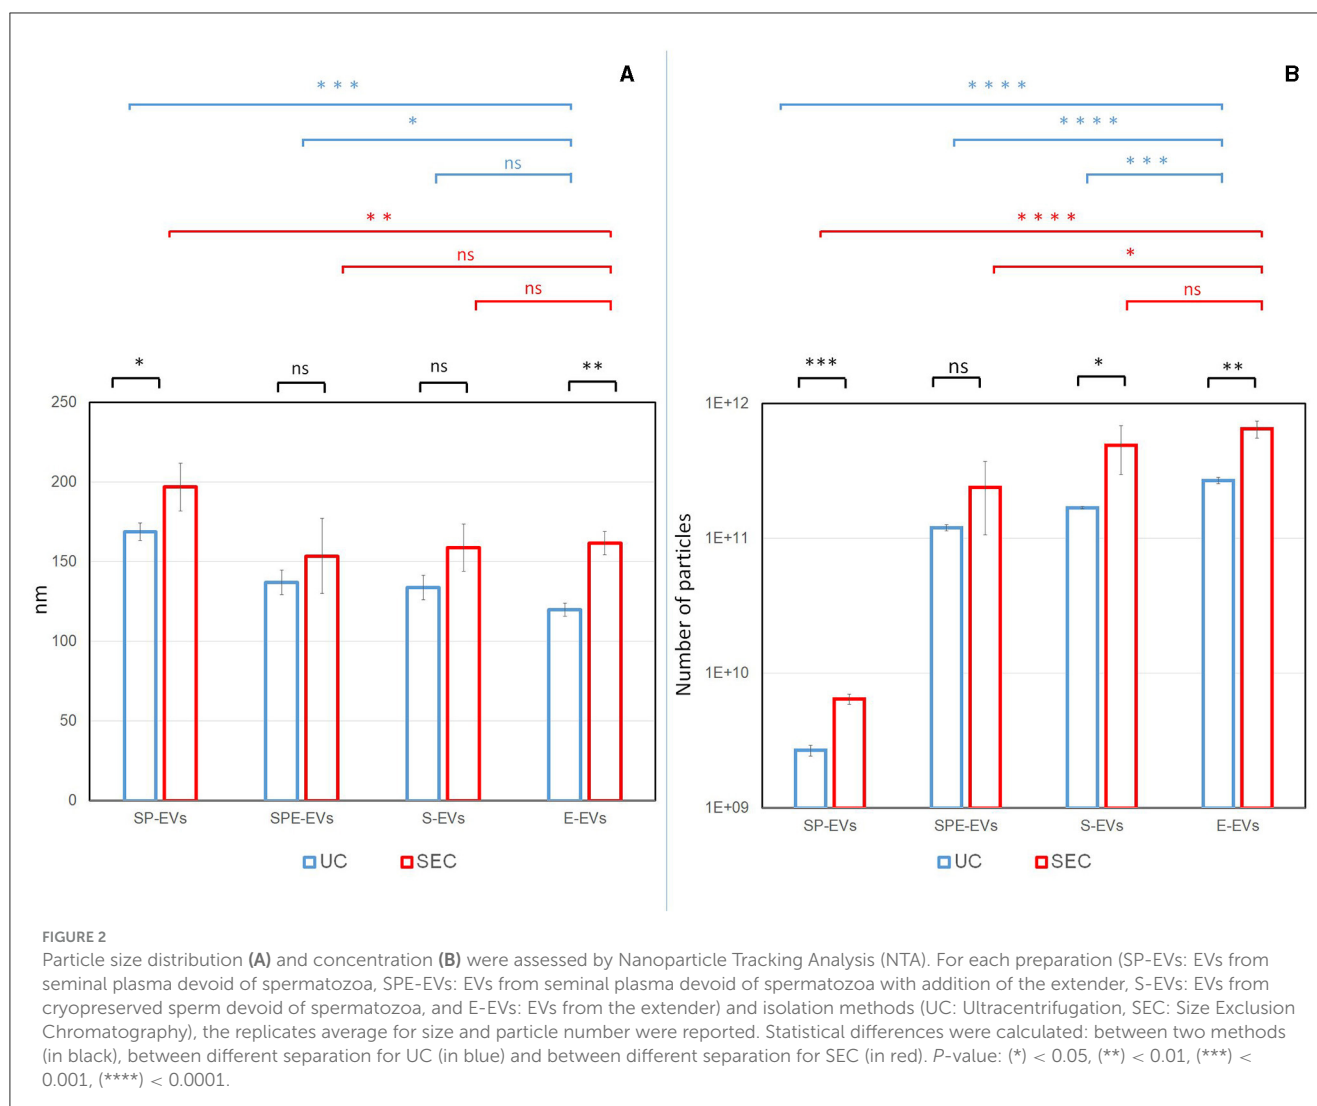 A
* * *
*
ns
* *
ns
ns
* ns ns **
250
200
150
100
50
0
nm
SP-EVs SPE-EVs S-EVs E-EVs
UC SEC
B
* * * *
* * * *
* * *
* * * *
*
ns
*** ns * **
1E+12
1E+11
1E+10
1E+09
Number of particles
SP-EVs SPE-EVs S-EVs E-EVs
UC SEC
FIGURE 2
Particle size distribution (A) and concentration (B) were assessed by Nanoparticle Tracking Analysis (NTA). For each preparation (SP-EVs: EVs from
seminal plasma devoid of spermatozoa, SPE-EVs: EVs from seminal plasma devoid of spermatozoa with addition of the extender, S-EVs: EVs from
cryopreserved sperm devoid of spermatozoa, and E-EVs: EVs from the extender) and isolation methods (UC: Ultracentrifugation, SEC: Size Exclusion
Chromatography), the replicates average for size and particle number were reported. Statistical differences were calculated: between two methods
(in black), between different separation for UC (in blue) and between different separation for SEC (in red). P-value: (*) < 0.05, (**) < 0.01, (***) <
0.001, (****) < 0.0001.